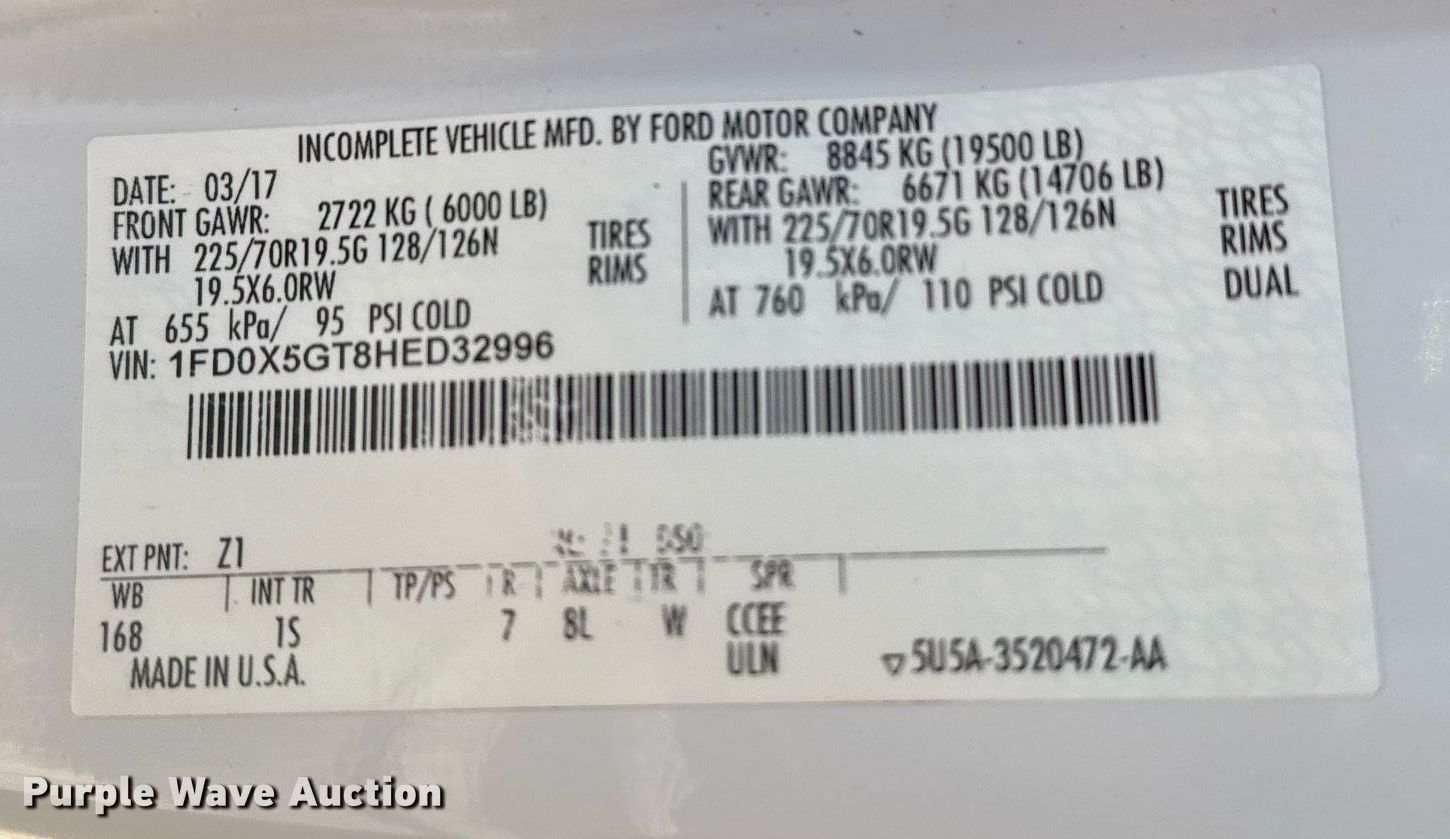 INCOMPLETE VEHICLE MFD. BY FORD MOTOR COMPANY
DATE: 03/17
FRONT GAWR: 2722 KG ( 6000 LB)
WITH 225/70R19.5G 128/126N TIRES
19.5X6.0RW RIMS
AT 655 kPa/ 95 PSI COLD
GVWR: 8845 KG (19500 LB)
REAR GAWR: 6671 KG (14706 LB)
WITH 225/70R19.5G 128/126N TIRES
19.5X6.0RW RIMS
AT 760 kPa/ 110 PSI COLD DUAL
VIN: 1FD0X5GT8HED32996
EXT PNT: Z1
WB INT TR TP/PS R AXLE TR SPR
168 1S 7 8L W CCEE
ULN
MADE IN U.S.A.
▽5U5A-3520472-AA
Purple Wave Auction